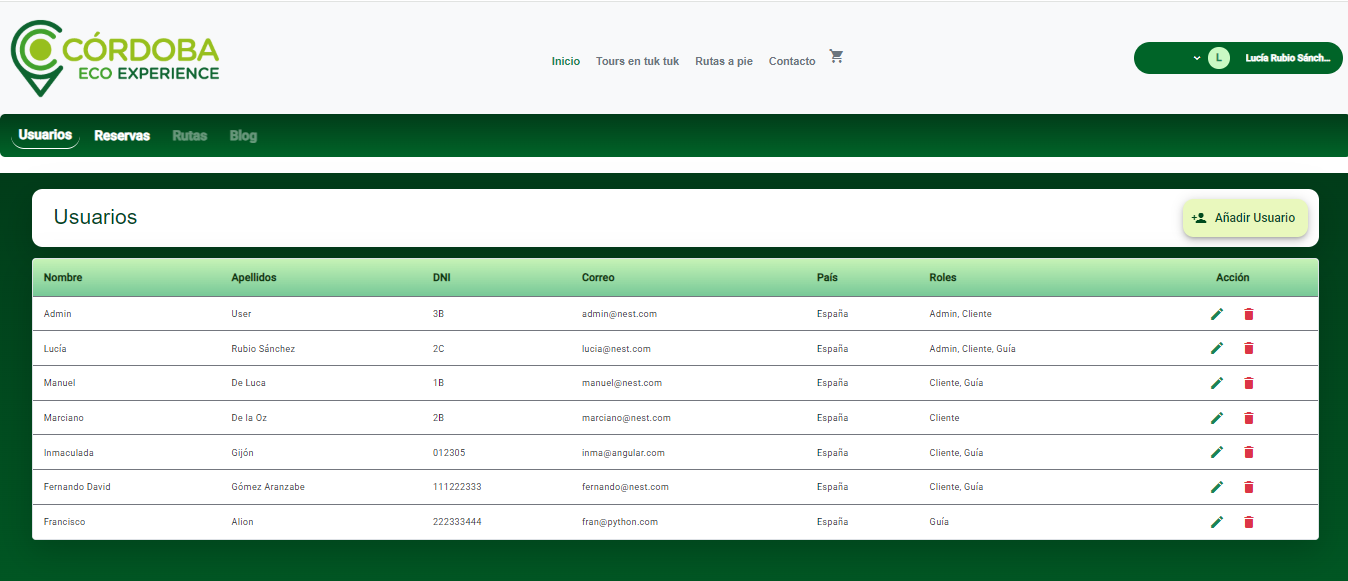 CÓRDOBA
ECO EXPERIENCE
Inicio Tours en tuk tuk Rutas a pie Contacto
L Lucía Rubio Sánch...
Usuarios Reservas Rutas Blog
Usuarios
Añadir Usuario
Nombre Apellidos DNI Correo País Roles Acción
Admin User 3B admin@nest.com España Admin, Cliente
Lucía Rubio Sánchez 2C lucia@nest.com España Admin, Cliente, Guía
Manuel De Luca 1B manuel@nest.com España Cliente, Guía
Marciano De la Oz 2B marciano@nest.com España Cliente
Inmaculada Gijón 012305 inma@angular.com España Cliente, Guía
Fernando David Gómez Aranzabe 111222333 fernando@nest.com España Cliente, Guía
Francisco Alion 222333444 fran@python.com España Guía